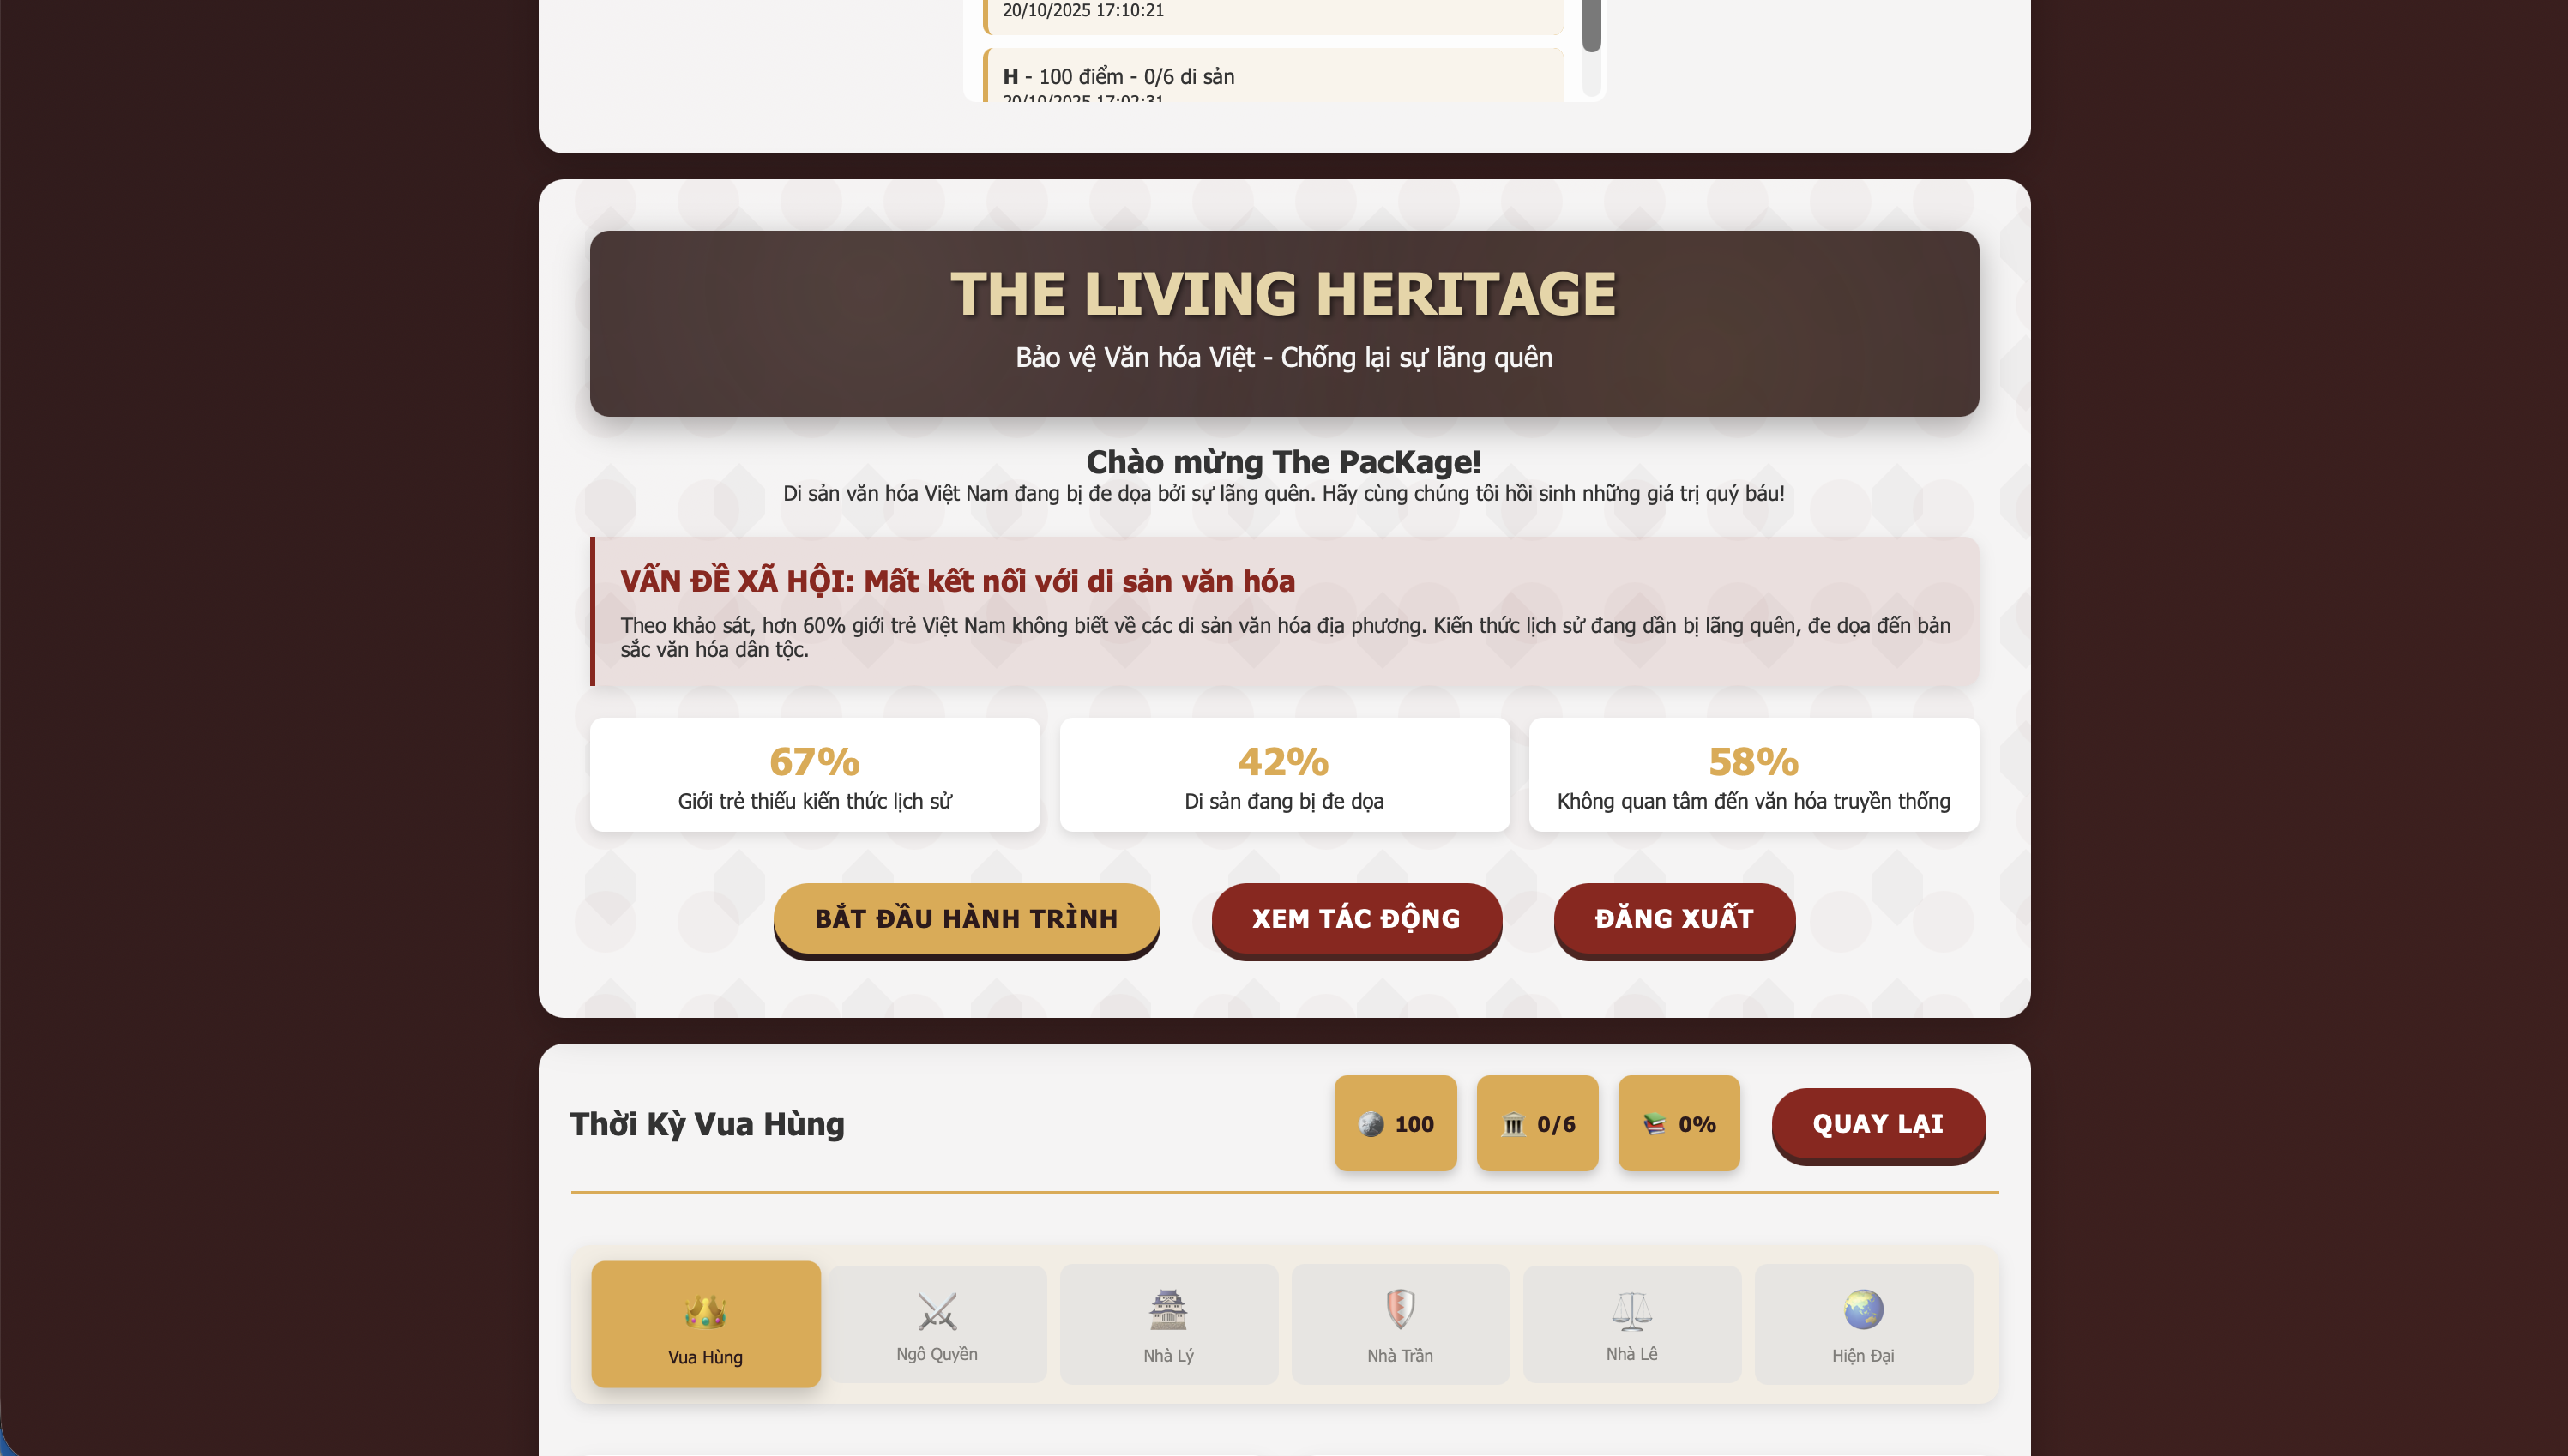 20/10/2025 17:10:21
H - 100 điểm - 0/6 di sản
20/10/2025 17:02:31
THE LIVING HERITAGE
Bảo vệ Văn hóa Việt - Chống lại sự lãng quên
Chào mừng The PacKage!
Di sản văn hóa Việt Nam đang bị đe dọa bởi sự lãng quên. Hãy cùng chúng tôi hồi sinh những giá trị quý báu!
VẤN ĐỀ XÃ HỘI: Mất kết nối với di sản văn hóa
Theo khảo sát, hơn 60% giới trẻ Việt Nam không biết về các di sản văn hóa địa phương. Kiến thức lịch sử đang dần bị lãng quên, đe dọa đến bản
sắc văn hóa dân tộc.
67%
Giới trẻ thiếu kiến thức lịch sử
42%
Di sản đang bị đe dọa
58%
Không quan tâm đến văn hóa truyền thống
BẮT ĐẦU HÀNH TRÌNH
XEM TÁC ĐỘNG
ĐĂNG XUẤT
Thời Kỳ Vua Hùng
100
0/6
0%
QUAY LẠI
Vua Hùng
Ngô Quyền
Nhà Lý
Nhà Trần
Nhà Lê
Hiện Đại